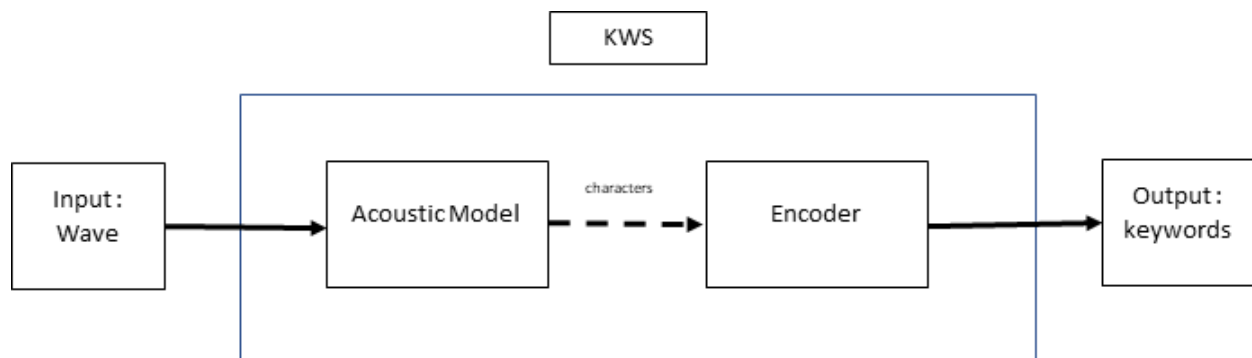 KWS
Input :
Wave
Acoustic Model
characters
Encoder
Output :
keywords